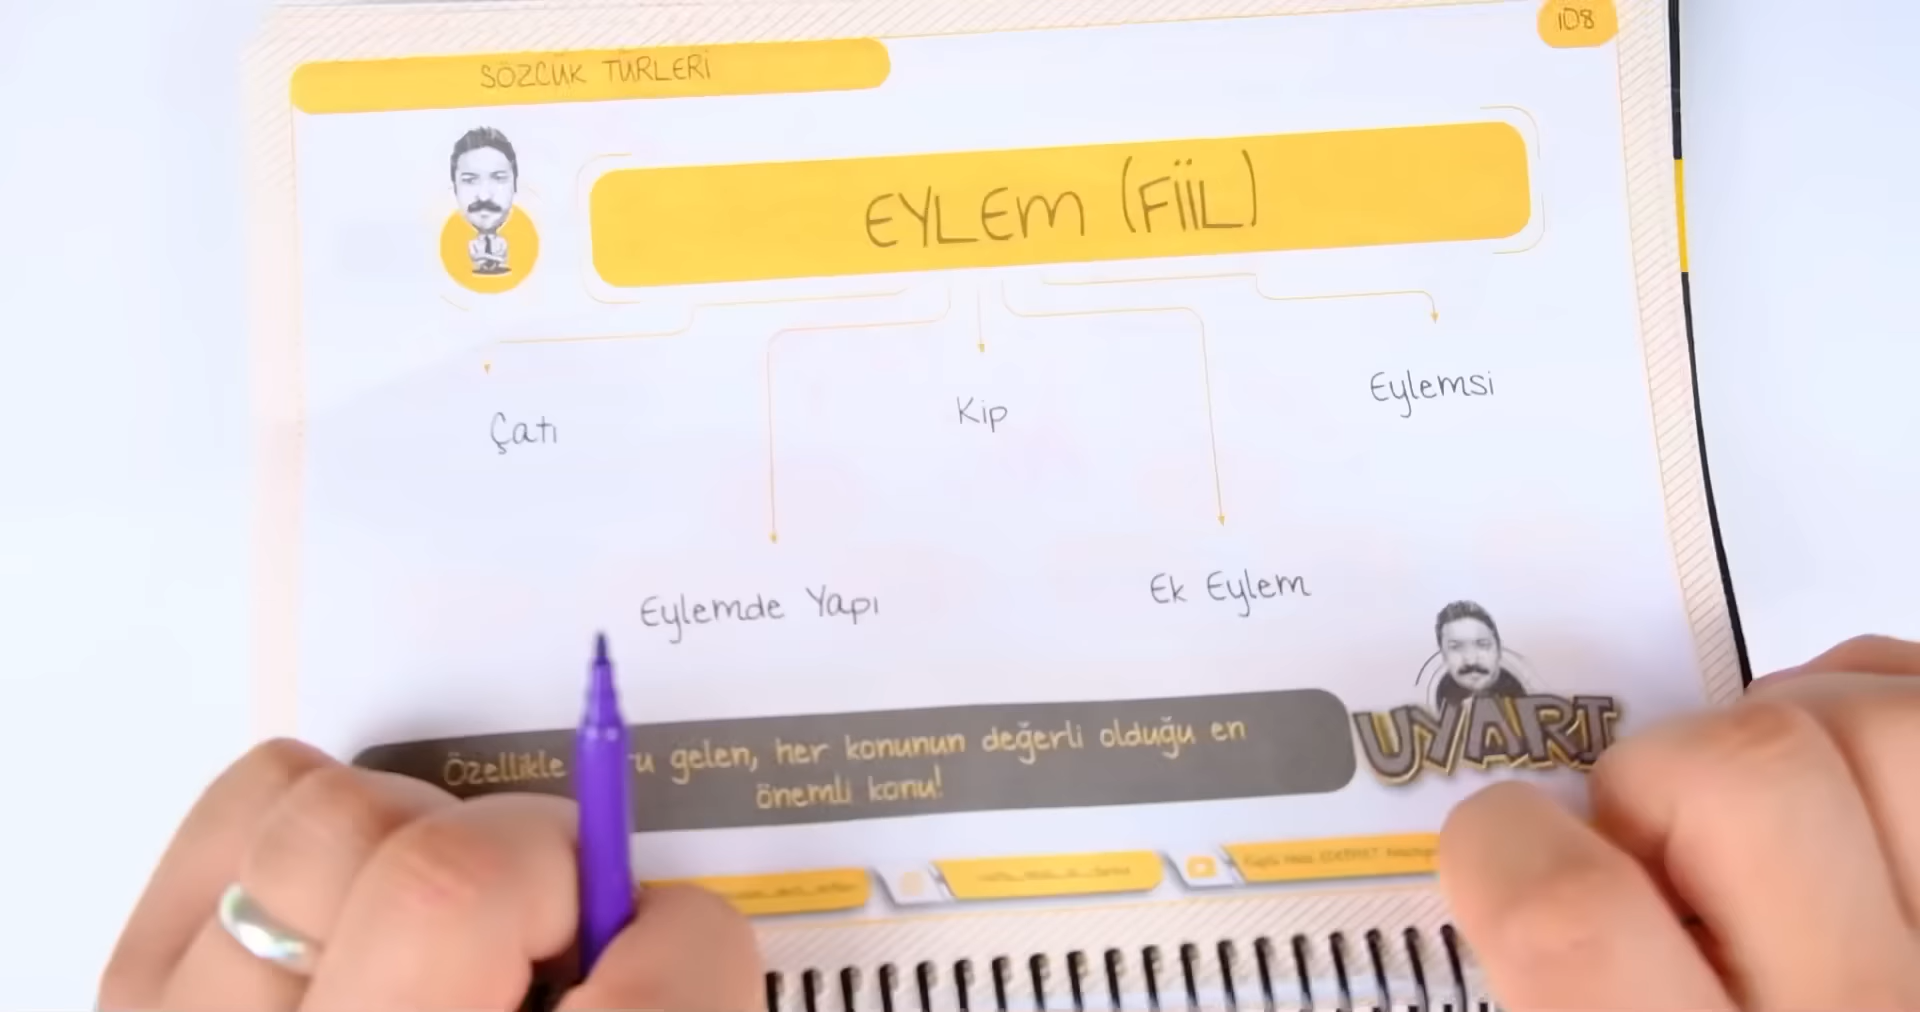 108
SÖZCÜK TÜRLERİ
EYLEM (FİİL)
Çatı
Kip
Eylemsi
Eylemde Yapı
Ek Eylem
Özellikle gelen, her konunun değerli olduğu en
önemli konu!
UYARI